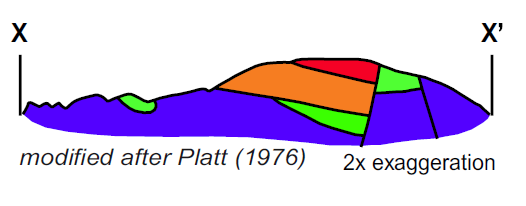 X X’
modified after Platt (1976)
2x exaggeration